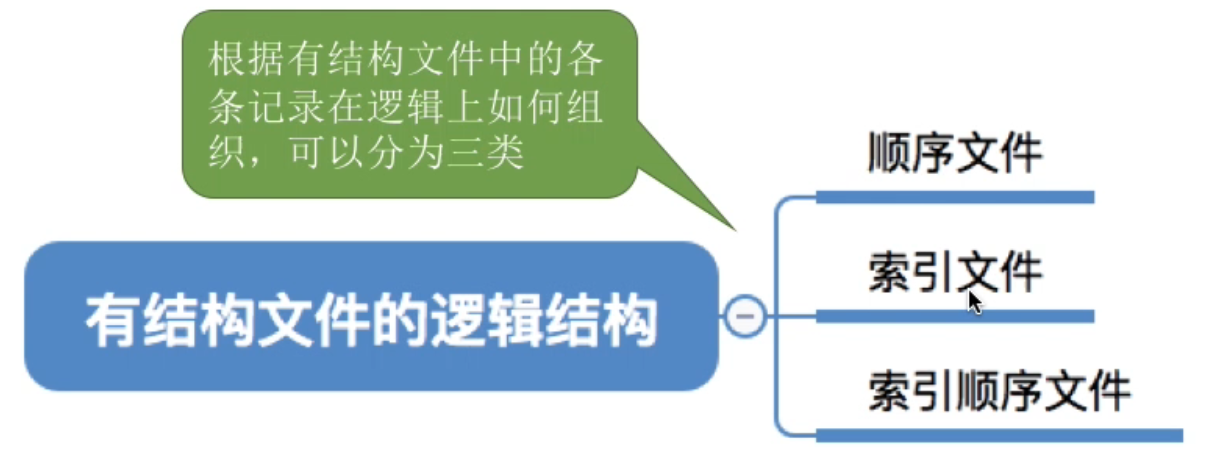 根据有结构文件中的各
条记录在逻辑上如何组
织，可以分为三类
有结构文件的逻辑结构
顺序文件
索引文件
索引顺序文件